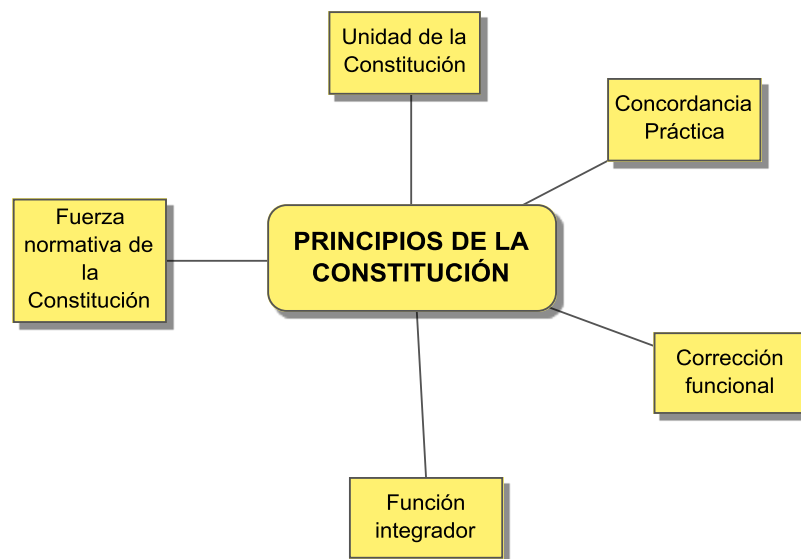 Unidad de la
Constitución
Concordancia
Práctica
Fuerza
normativa de
la
Constitución
PRINCIPIOS DE LA
CONSTITUCIÓN
Corrección
funcional
Función
integrador